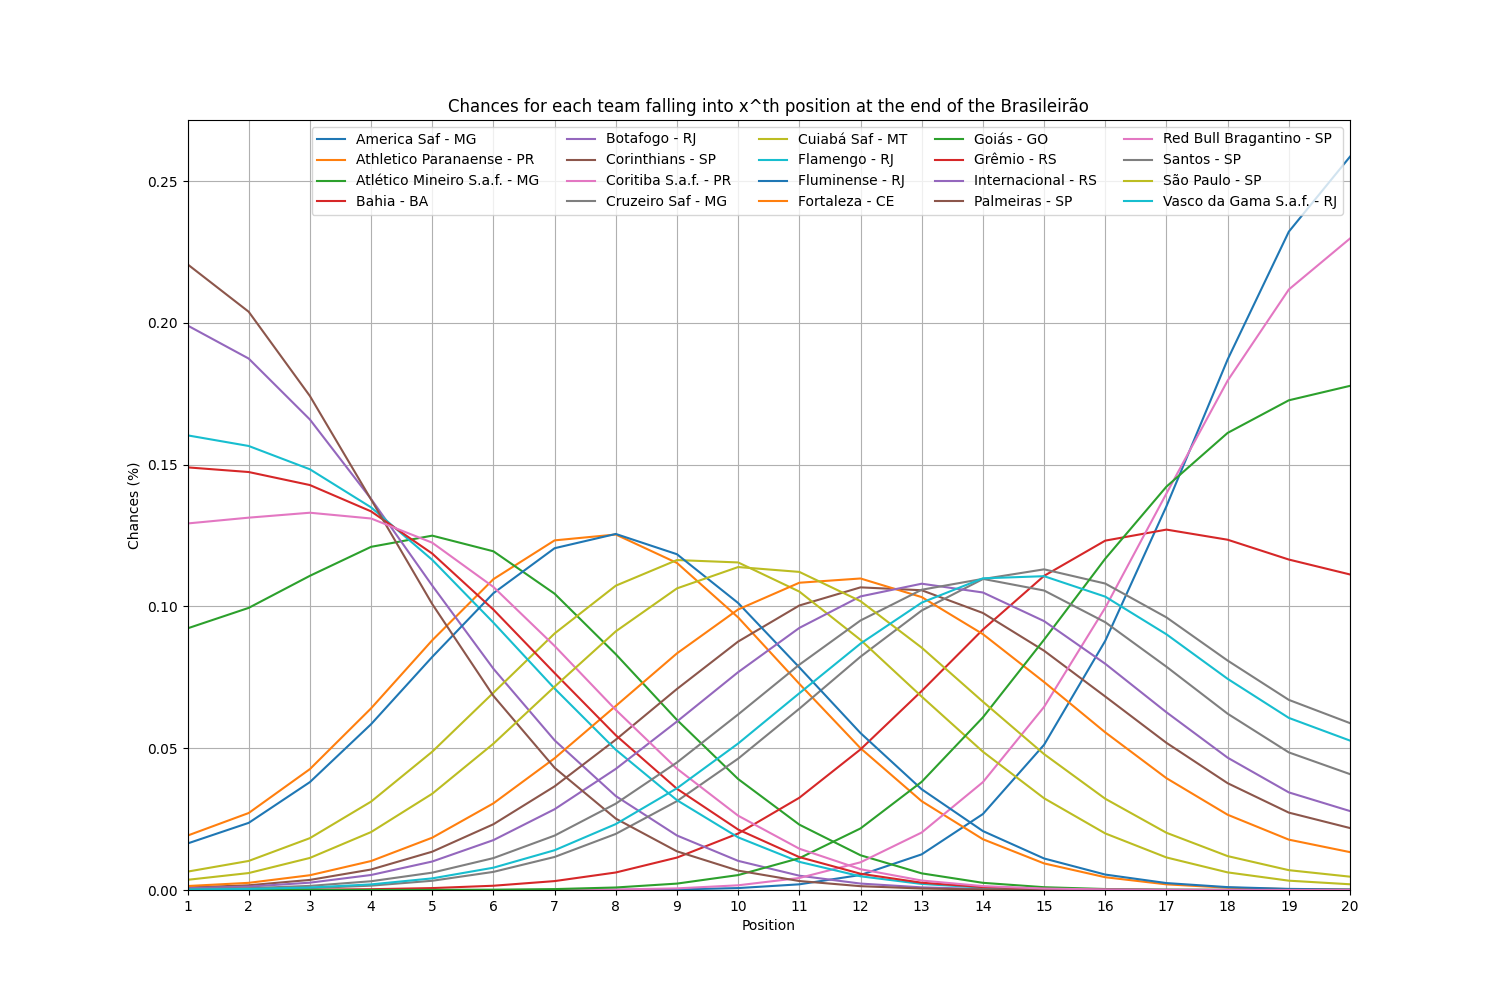 Chances for each team falling into x^th position at the end of the Brasileirão
America Saf - MG
Athletico Paranaense - PR
Atlético Mineiro S.a.f. - MG
Bahia - BA
Botafogo - RJ
Corinthians - SP
Coritiba S.a.f. - PR
Cruzeiro Saf - MG
Cuiabá Saf - MT
Flamengo - RJ
Fluminense - RJ
Fortaleza - CE
Goiás - GO
Grêmio - RS
Internacional - RS
Palmeiras - SP
Red Bull Bragantino - SP
Santos - SP
São Paulo - SP
Vasco da Gama S.a.f. - RJ
Chances (%)
0.25
0.20
0.15
0.10
0.05
0.00
1 2 3 4 5 6 7 8 9 10 11 12 13 14 15 16 17 18 19 20
Position